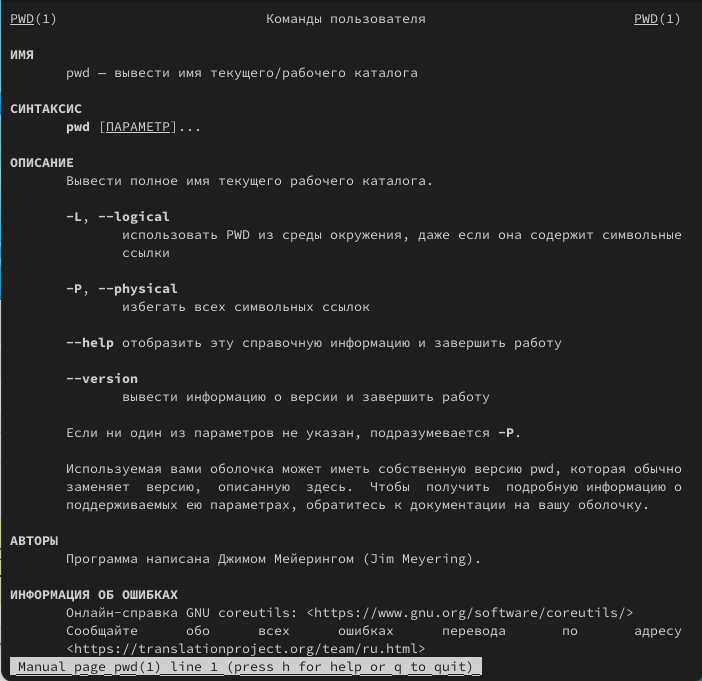 PWD(1) Команды пользователя PWD(1)
ИМЯ
pwd — вывести имя текущего/рабочего каталога
СИНТАКСИС
pwd [ПАРАМЕТР]...
ОПИСАНИЕ
Вывести полное имя текущего рабочего каталога.
-L, --logical
использовать PWD из среды окружения, даже если она содержит символьные
ссылки
-P, --physical
избегать всех символьных ссылок
--help отобразить эту справочную информацию и завершить работу
--version
вывести информацию о версии и завершить работу
Если ни один из параметров не указан, подразумевается -P.
Используемая вами оболочка может иметь собственную версию pwd, которая обычно
заменяет версию, описанную здесь. Чтобы получить подробную информацию о
поддерживаемых ею параметрах, обратитесь к документации на вашу оболочку.
АВТОРЫ
Программа написана Джимом Мейерингом (Jim Meyering).
ИНФОРМАЦИЯ ОБ ОШИБКАХ
Онлайн-справка GNU coreutils: <https://www.gnu.org/software/coreutils/>
Сообщайте обо всех ошибках перевода по адресу
<https://translationproject.org/team/ru.html>
Manual page pwd(1) line 1 (press h for help or q to quit)